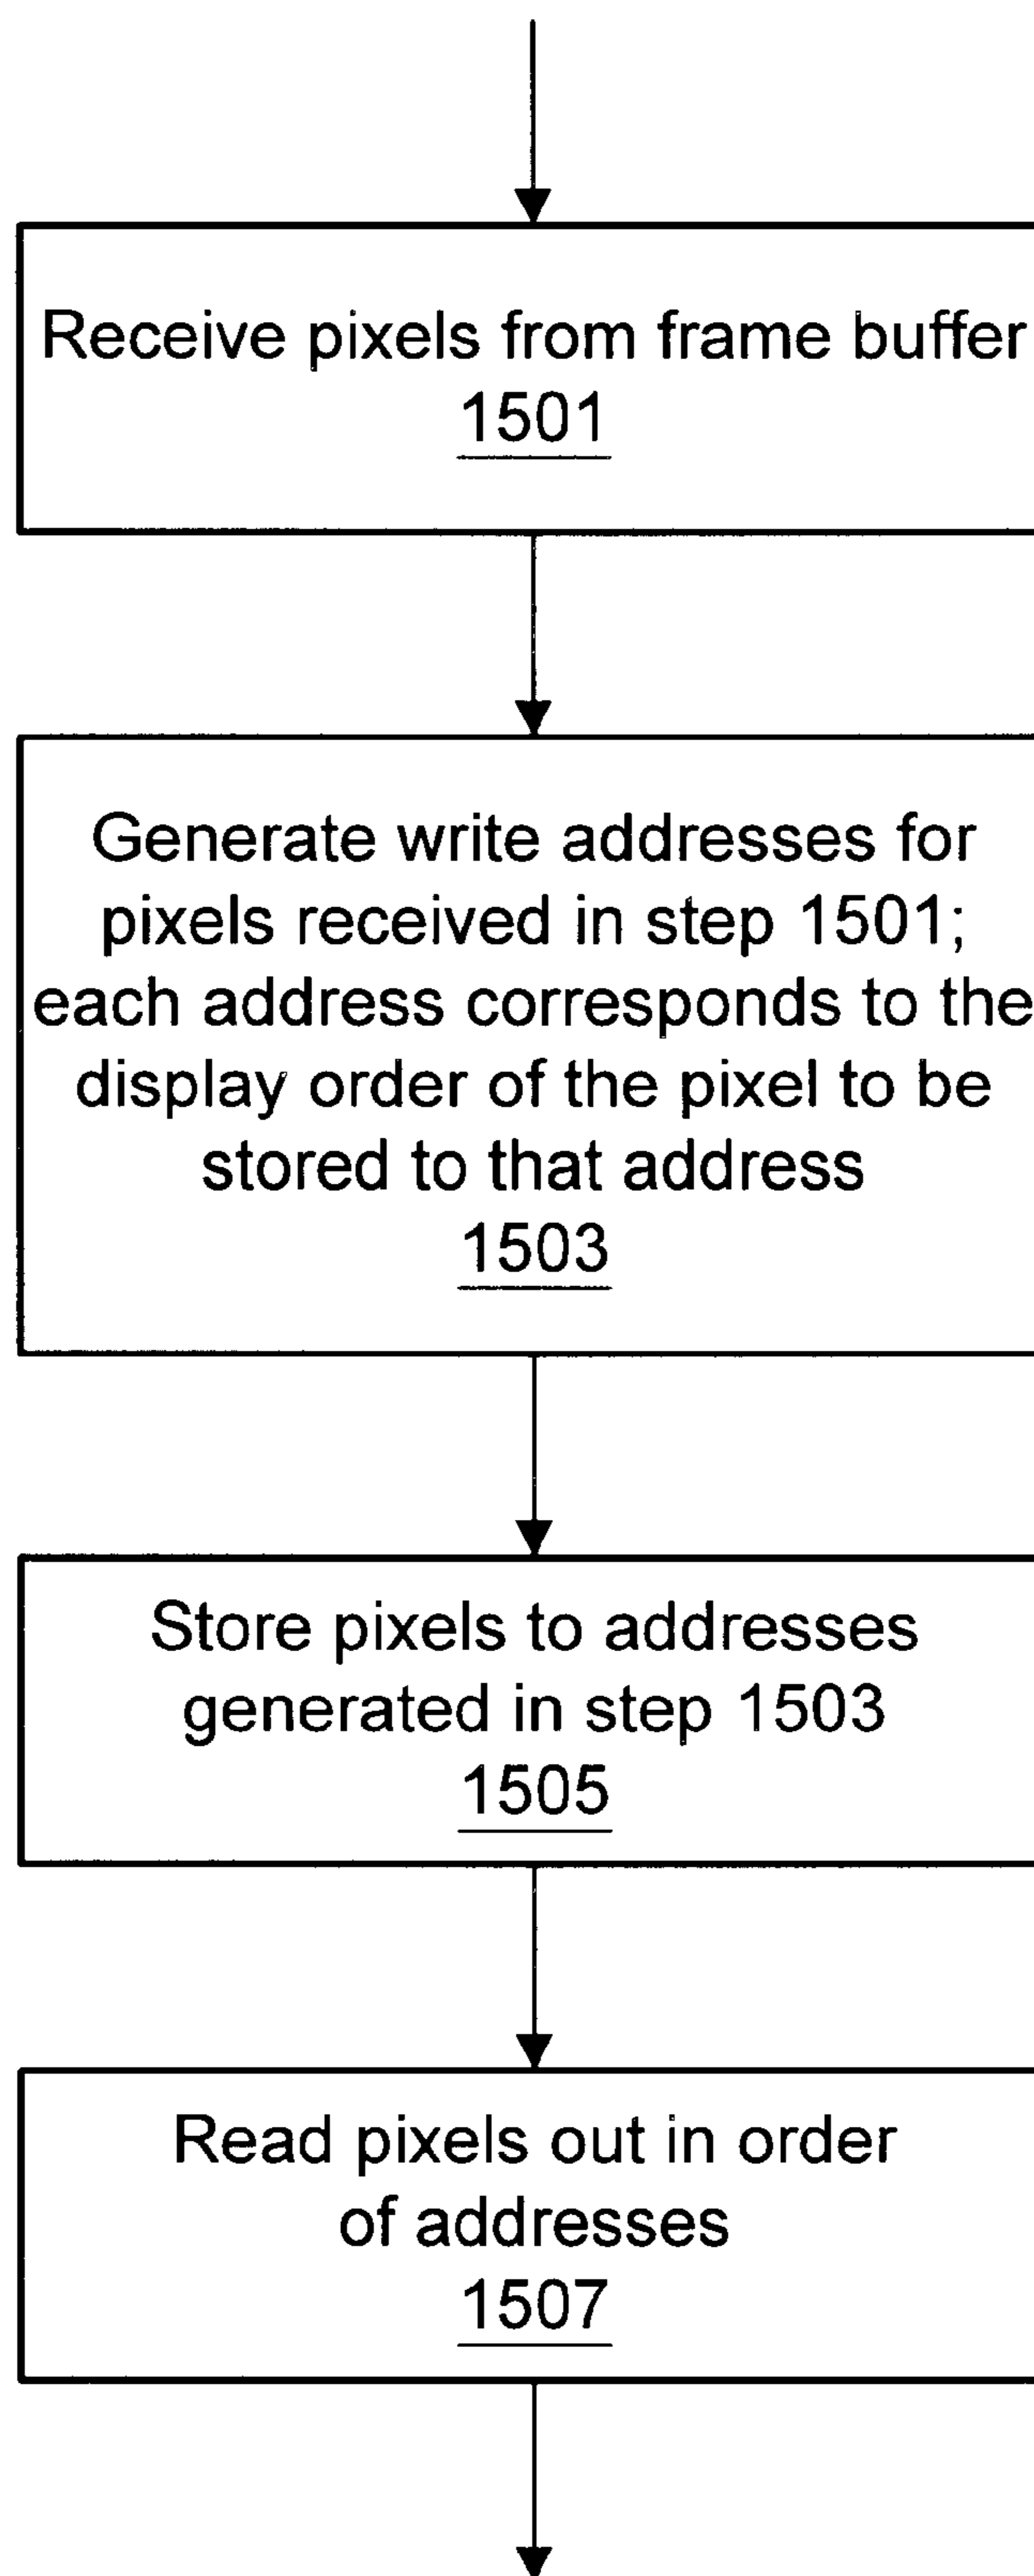 Receive pixels from frame buffer
1501
Generate write addresses for
pixels received in step 1501;
each address corresponds to the
display order of the pixel to be
stored to that address
1503
Store pixels to addresses
generated in step 1503
1505
Read pixels out in order
of addresses
1507